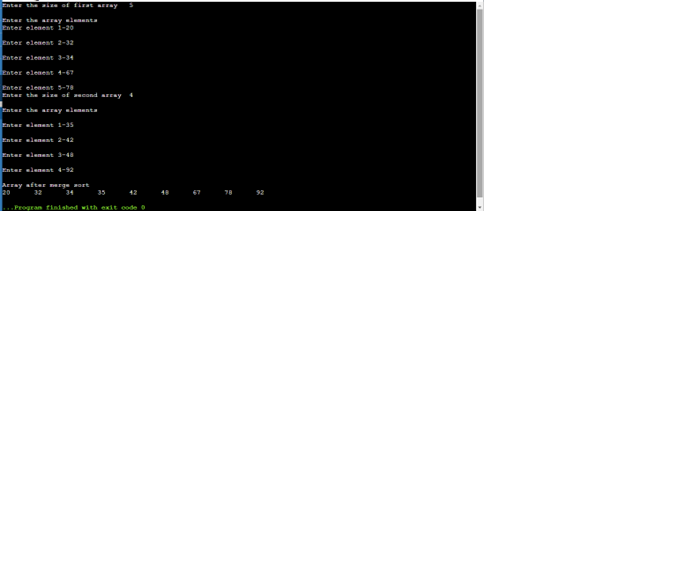 Enter the size of first array 5
Enter the array elements
Enter element 1-20
Enter element 2-32
Enter element 3-34
Enter element 4-67
Enter element 5-78
Enter the size of second array 4
Enter the array elements
Enter element 1-35
Enter element 2-42
Enter element 3-48
Enter element 4-92
Array after merge sort
20 32 34 35 42 48 67 78 92
...Program finished with exit code 0